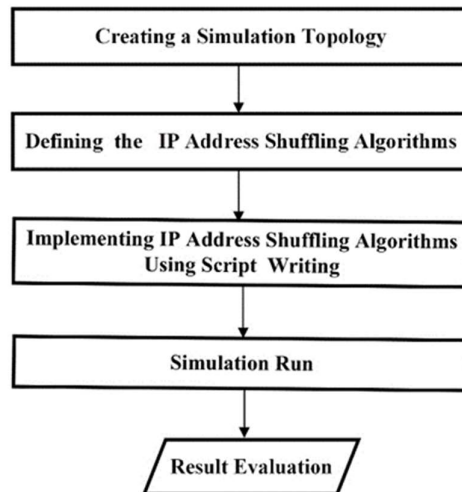 Creating a Simulation Topology
Defining the IP Address Shuffling Algorithms
Implementing IP Address Shuffling Algorithms
Using Script Writing
Simulation Run
Result Evaluation